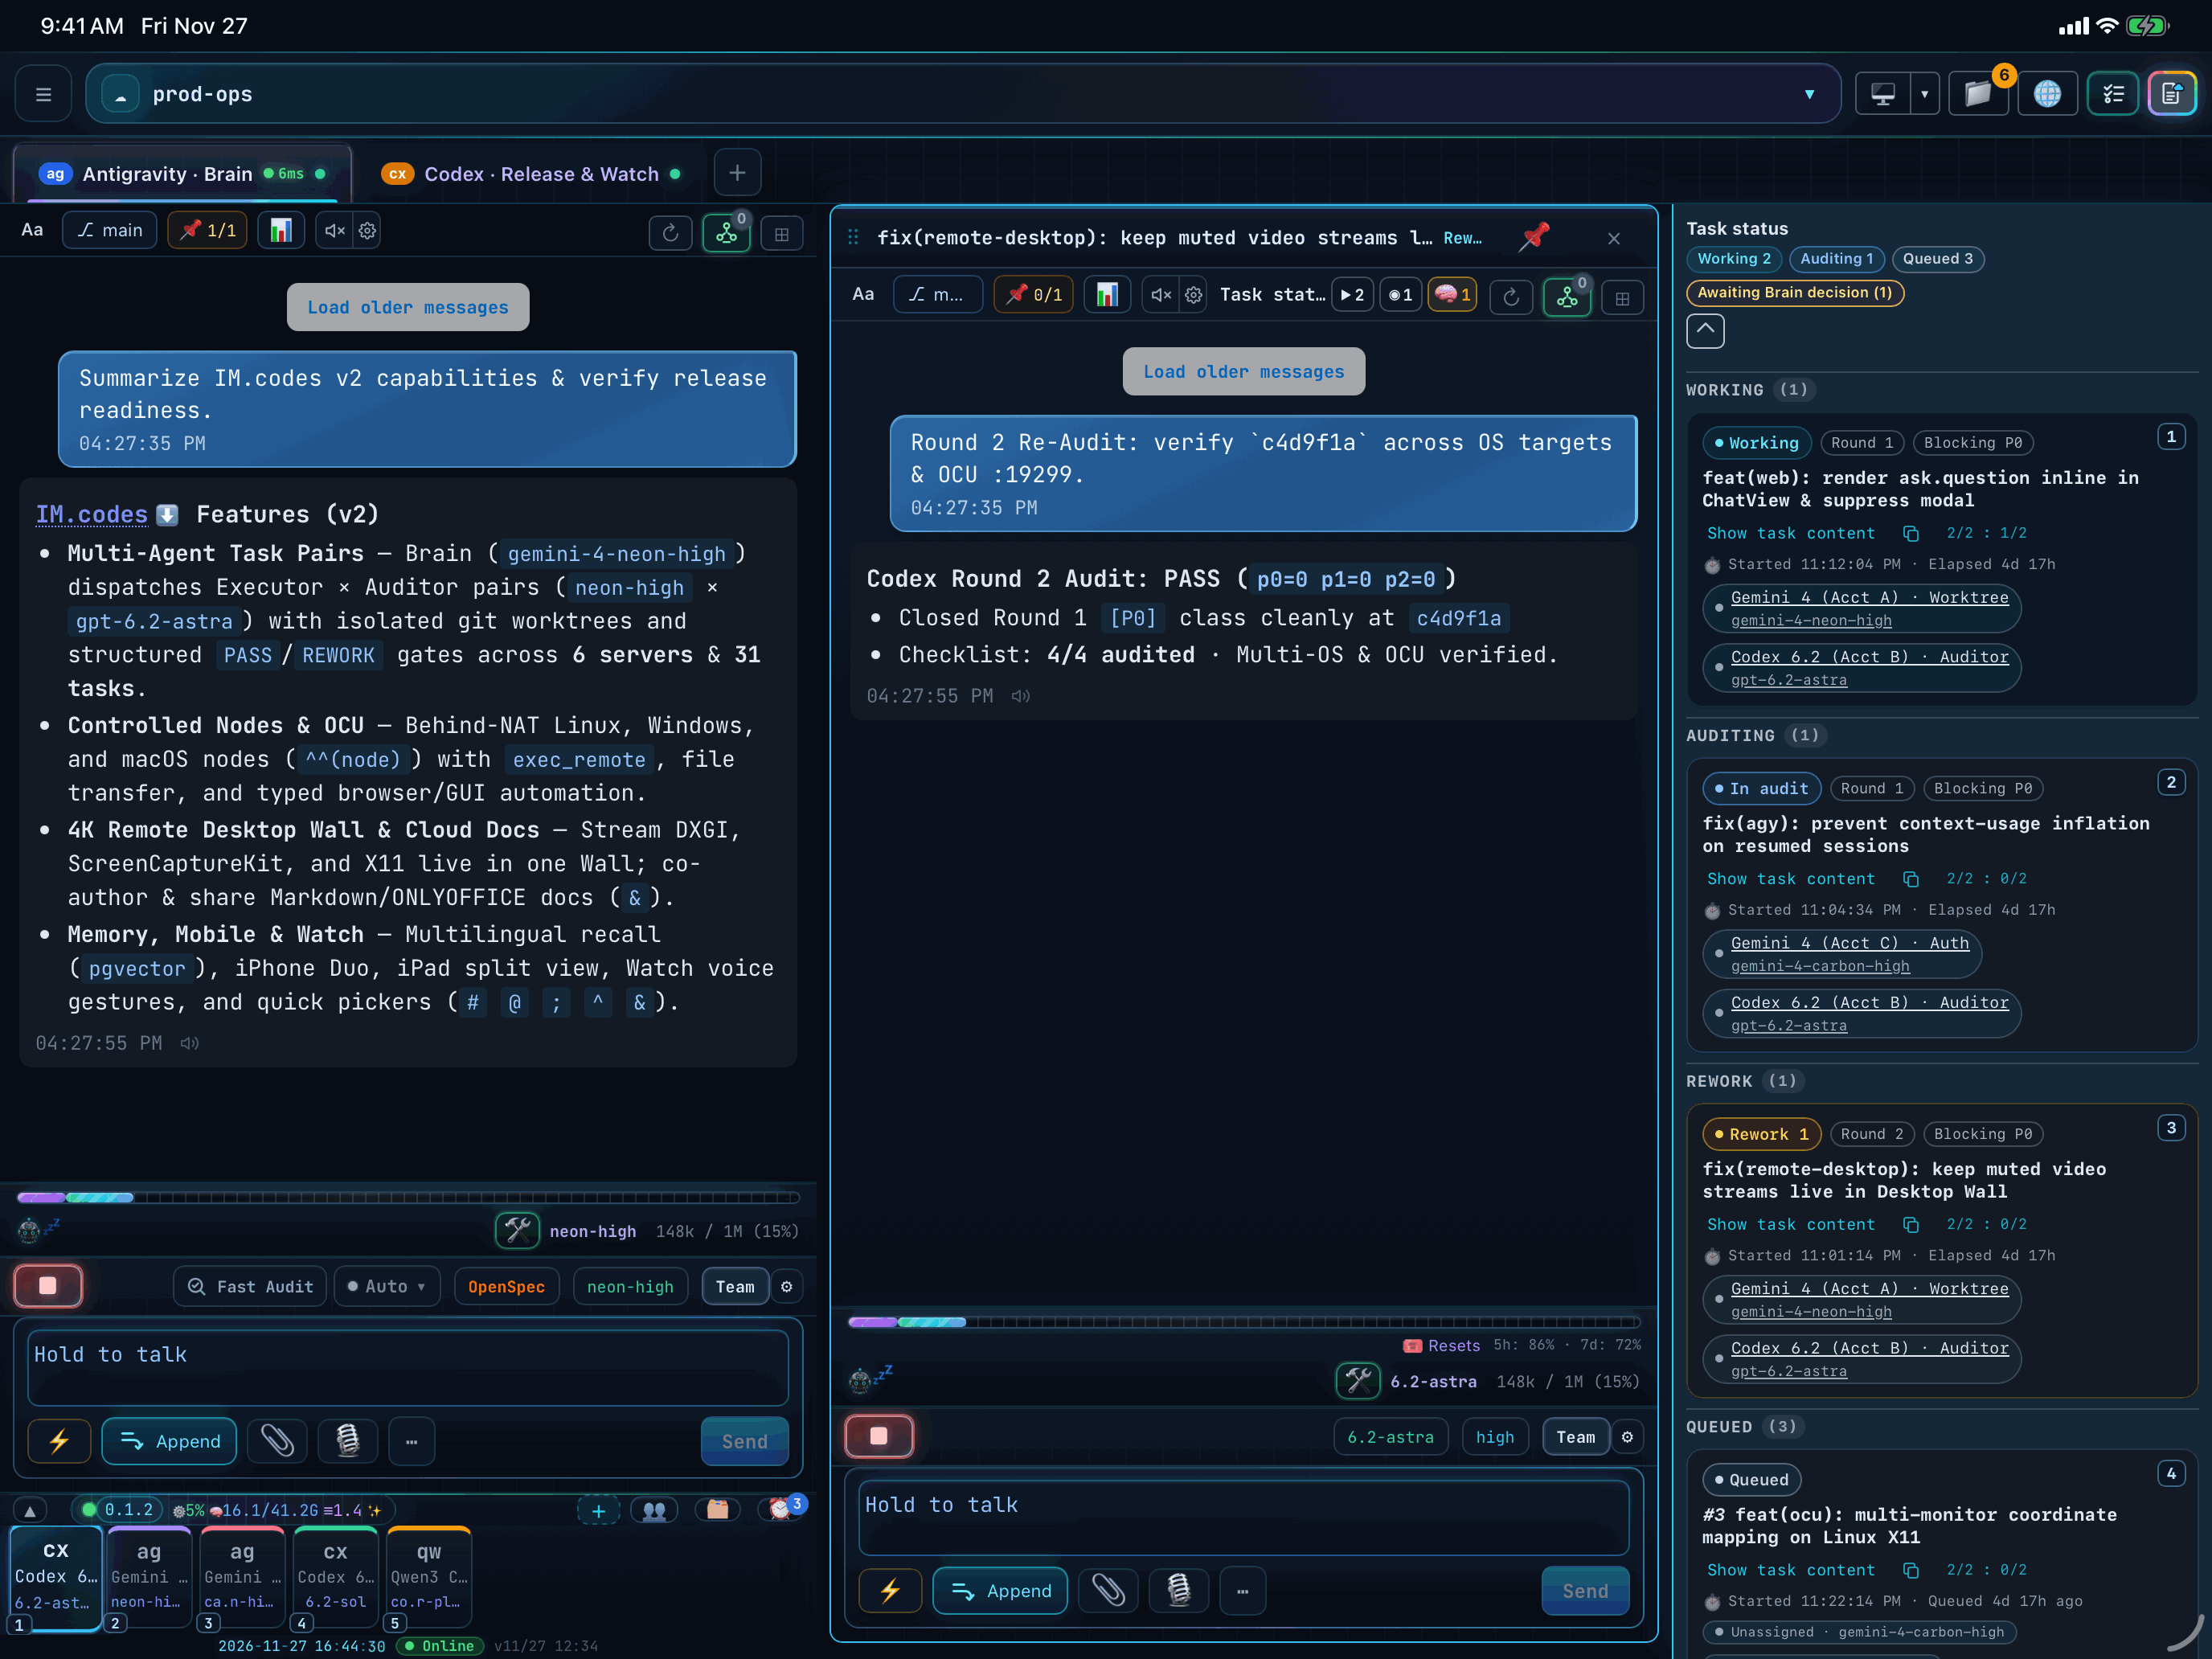 9:41 AM Fri Nov 27
prod-ops
6
ag Antigravity · Brain 6ms
cx Codex · Release & Watch
+
Aa main 1/1 0
Load older messages
Summarize IM.codes v2 capabilities & verify release
readiness.
04:27:35 PM
IM.codes Features (v2)
• Multi-Agent Task Pairs — Brain (gemini-4-neon-high)
dispatches Executor × Auditor pairs (neon-high ×
gpt-6.2-astra) with isolated git worktrees and
structured PASS/REWORK gates across 6 servers & 31
tasks.
• Controlled Nodes & OCU — Behind-NAT Linux, Windows,
and macOS nodes (^^(node)) with exec_remote, file
transfer, and typed browser/GUI automation.
• 4K Remote Desktop Wall & Cloud Docs — Stream DXGI,
ScreenCaptureKit, and X11 live in one Wall; co-
author & share Markdown/ONLYOFFICE docs (&).
• Memory, Mobile & Watch — Multilingual recall
(pgvector), iPhone Duo, iPad split view, Watch voice
gestures, and quick pickers (# @ ; ^ &).
04:27:55 PM
neon-high 148k / 1M (15%)
Fast Audit Auto OpenSpec neon-high Team
Hold to talk
Append Send
0.1.2 5% 16.1/41.2G 1.4 3
cx
Codex 6…
6.2-ast…
1
ag
Gemini …
neon-hi…
2
ag
Gemini …
ca.n-hi…
3
cx
Codex 6…
6.2-sol
4
qw
Qwen3 C…
co.r-pl…
5
2026-11-27 16:44:30 Online v11/27 12:34
fix(remote-desktop): keep muted video streams l… Rew…
Aa m… 0/1 Task stat… 2 1 1 0
Load older messages
Round 2 Re-Audit: verify `c4d9f1a` across OS targets
& OCU :19299.
04:27:35 PM
Codex Round 2 Audit: PASS (p0=0 p1=0 p2=0)
• Closed Round 1 [P0] class cleanly at c4d9f1a
• Checklist: 4/4 audited · Multi-OS & OCU verified.
04:27:55 PM
Resets 5h: 86% · 7d: 72%
6.2-astra 148k / 1M (15%)
6.2-astra high Team
Hold to talk
Append Send
Task status
Working 2 Auditing 1 Queued 3
Awaiting Brain decision (1)
WORKING (1)
Working Round 1 Blocking P0 1
feat(web): render ask.question inline in
ChatView & suppress modal
Show task content 2/2 : 1/2
Started 11:12:04 PM · Elapsed 4d 17h
Gemini 4 (Acct A) · Worktree
gemini-4-neon-high
Codex 6.2 (Acct B) · Auditor
gpt-6.2-astra
AUDITING (1)
In audit Round 1 Blocking P0 2
fix(agy): prevent context-usage inflation
on resumed sessions
Show task content 2/2 : 0/2
Started 11:04:34 PM · Elapsed 4d 17h
Gemini 4 (Acct C) · Auth
gemini-4-carbon-high
Codex 6.2 (Acct B) · Auditor
gpt-6.2-astra
REWORK (1)
Rework 1 Round 2 Blocking P0 3
fix(remote-desktop): keep muted video
streams live in Desktop Wall
Show task content 2/2 : 0/2
Started 11:01:14 PM · Elapsed 4d 17h
Gemini 4 (Acct A) · Worktree
gemini-4-neon-high
Codex 6.2 (Acct B) · Auditor
gpt-6.2-astra
QUEUED (3)
Queued 4
#3 feat(ocu): multi-monitor coordinate
mapping on Linux X11
Show task content 2/2 : 0/2
Started 11:22:14 PM · Queued 4d 17h ago
Unassigned · gemini-4-carbon-high